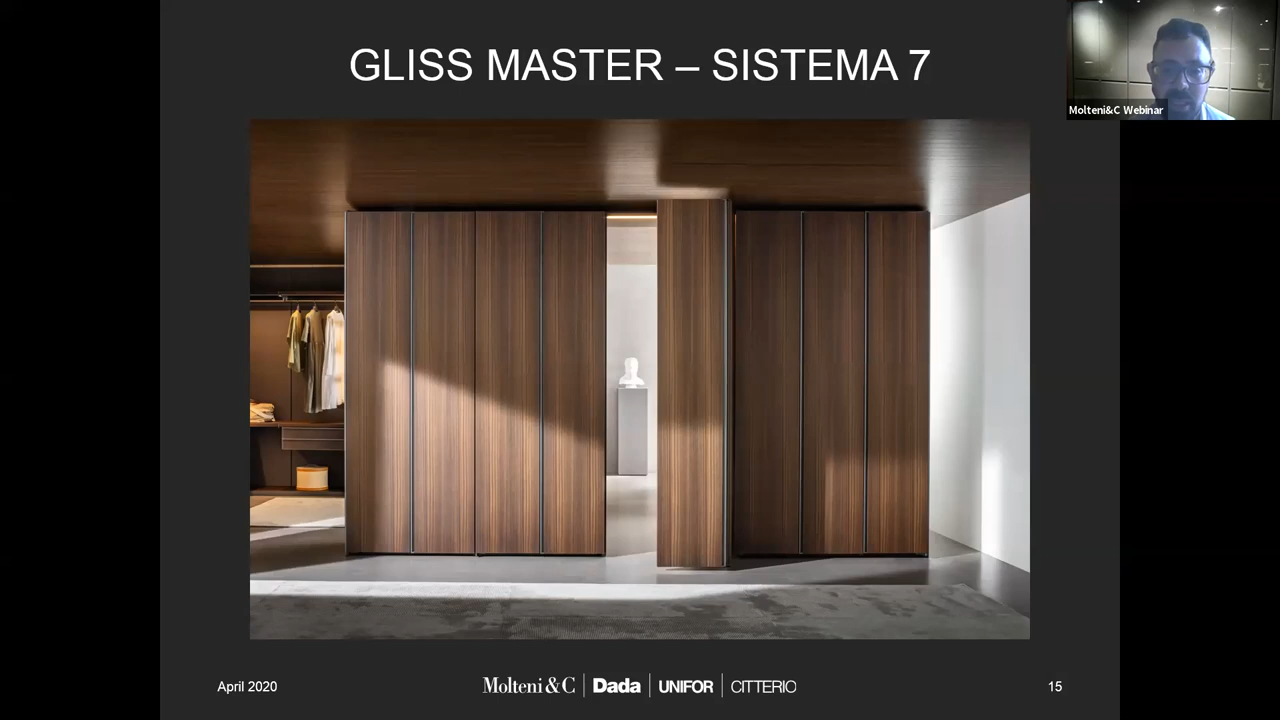 GLISS MASTER – SISTEMA 7
Molteni&C Webinar
April 2020
Molteni&C | Dada | UNIFOR | CITTERIO
15